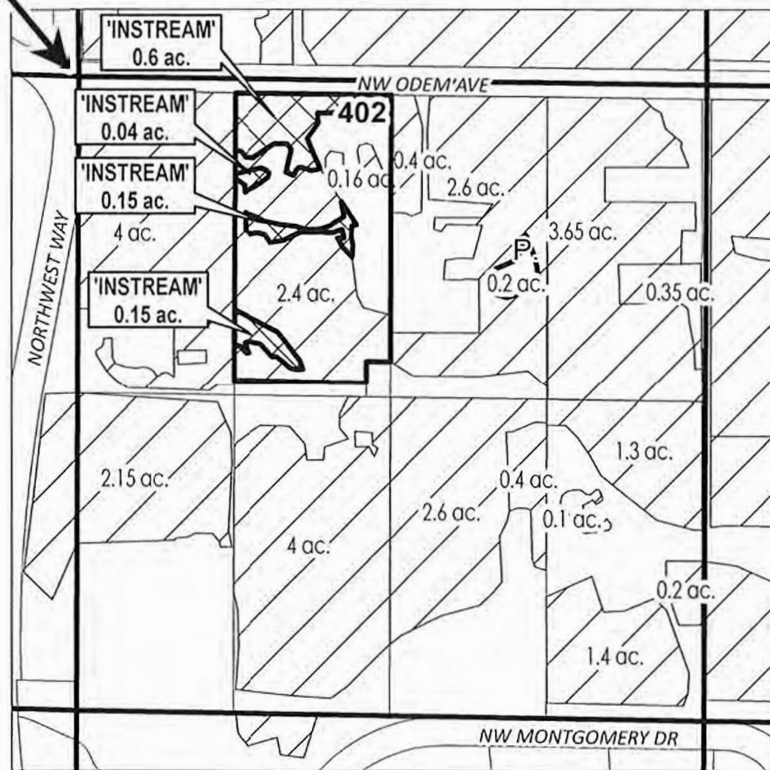 'INSTREAM'
0.6 ac.
NW ODEM'AVE
'INSTREAM'
0.04 ac.
402
0.4 ac.
0.16 ac.
2.6 ac.
'INSTREAM'
0.15 ac.
4 ac.
3.65 ac.
P
0.2 ac.
0.35 ac.
2.4 ac.
'INSTREAM'
0.15 ac.
NORTHWEST WAY
2.15 ac.
1.3 ac.
0.4 ac.
2.6 ac.
0.1 ac.
4 ac.
0.2 ac.
1.4 ac.
NW MONTGOMERY DR